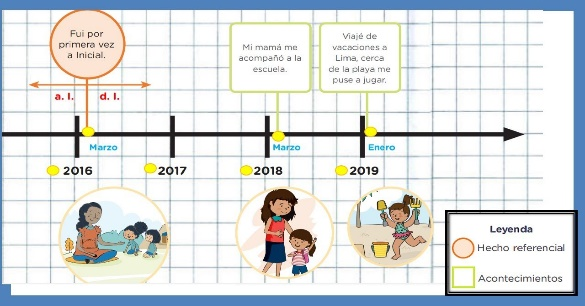 Fui por
primera vez
a Inicial.
Mi mamá me
acompañó a la
escuela.
Viajé de
vacaciones a
Lima, cerca
de la playa me
puse a jugar.
a. I. d. I.
Marzo
Marzo
Enero
2016
2017
2018
2019
Leyenda
Hecho referencial
Acontecimientos